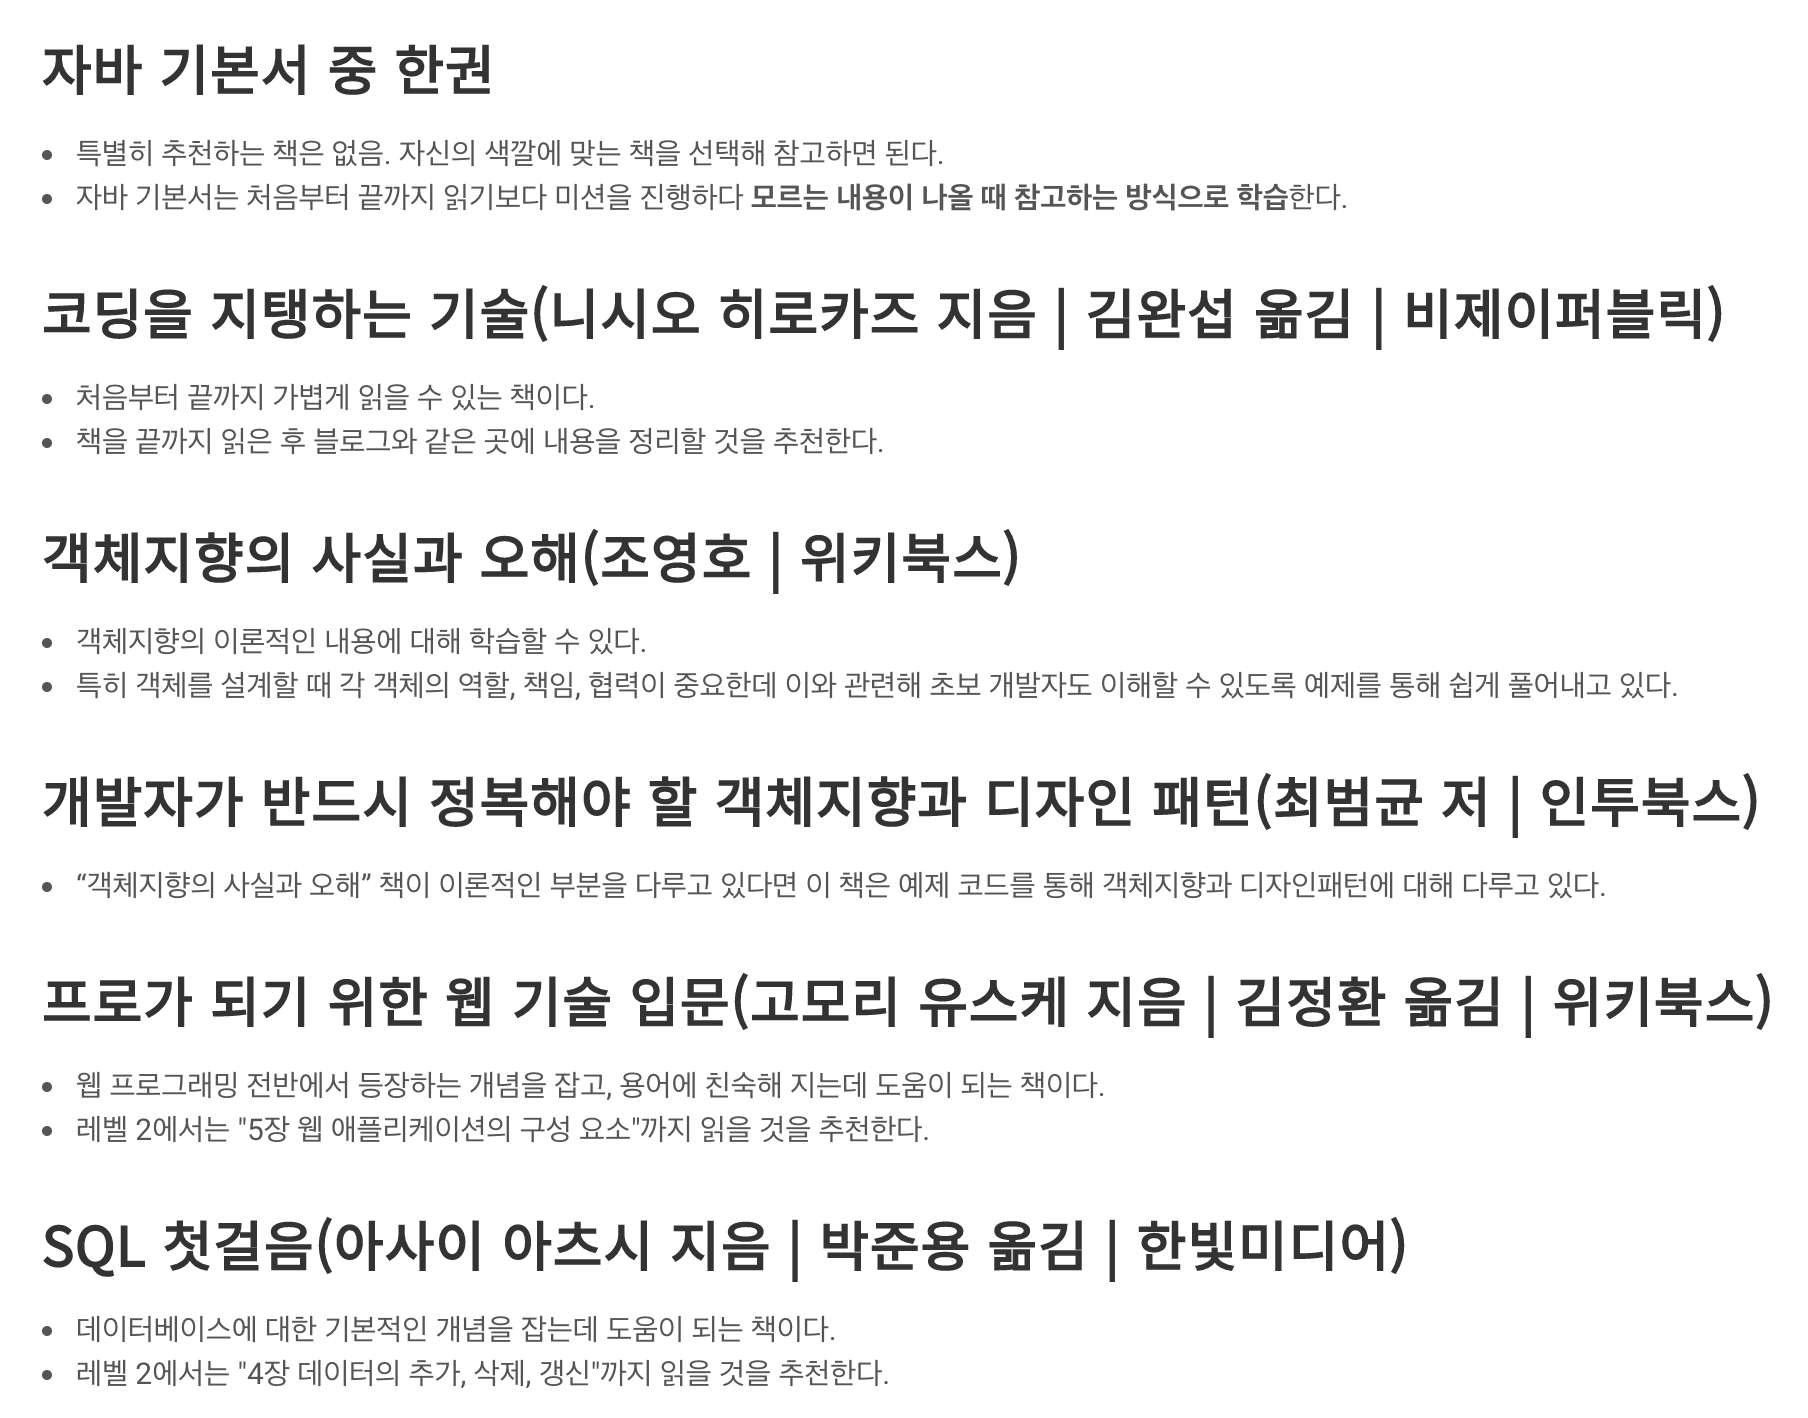 자바 기본서 중 한권
• 특별히 추천하는 책은 없음. 자신의 색깔에 맞는 책을 선택해 참고하면 된다.
• 자바 기본서는 처음부터 끝까지 읽기보다 미션을 진행하다 모르는 내용이 나올 때 참고하는 방식으로 학습한다.
코딩을 지탱하는 기술(니시오 히로카즈 지음 | 김완섭 옮김 | 비제이퍼블릭)
• 처음부터 끝까지 가볍게 읽을 수 있는 책이다.
• 책을 끝까지 읽은 후 블로그와 같은 곳에 내용을 정리할 것을 추천한다.
객체지향의 사실과 오해(조영호 | 위키북스)
• 객체지향의 이론적인 내용에 대해 학습할 수 있다.
• 특히 객체를 설계할 때 각 객체의 역할, 책임, 협력이 중요한데 이와 관련해 초보 개발자도 이해할 수 있도록 예제를 통해 쉽게 풀어내고 있다.
개발자가 반드시 정복해야 할 객체지향과 디자인 패턴(최범균 저 | 인투북스)
• “객체지향의 사실과 오해” 책이 이론적인 부분을 다루고 있다면 이 책은 예제 코드를 통해 객체지향과 디자인패턴에 대해 다루고 있다.
프로가 되기 위한 웹 기술 입문(고모리 유스케 지음 | 김정환 옮김 | 위키북스)
• 웹 프로그래밍 전반에서 등장하는 개념을 잡고, 용어에 친숙해 지는데 도움이 되는 책이다.
• 레벨 2에서는 "5장 웹 애플리케이션의 구성 요소"까지 읽을 것을 추천한다.
SQL 첫걸음(아사이 아츠시 지음 | 박준용 옮김 | 한빛미디어)
• 데이터베이스에 대한 기본적인 개념을 잡는데 도움이 되는 책이다.
• 레벨 2에서는 "4장 데이터의 추가, 삭제, 갱신"까지 읽을 것을 추천한다.